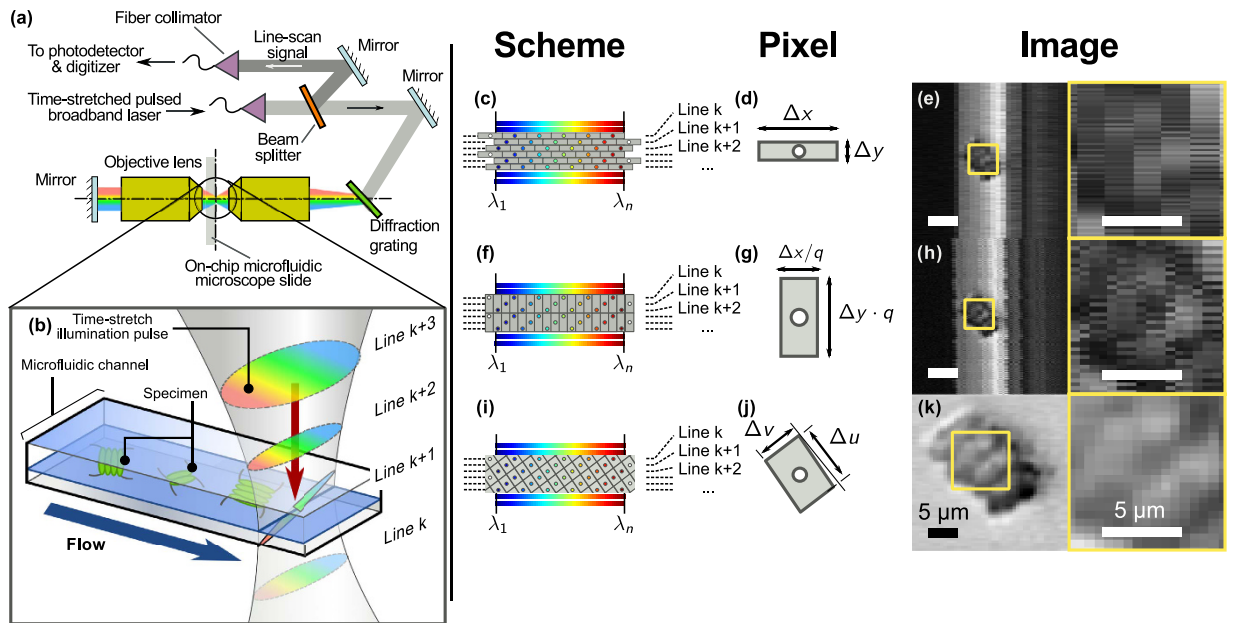 (a)
Fiber collimator
To photodetector
& digitizer
Line-scan
signal
Mirror
Mirror
Time-stretched pulsed
broadband laser
Beam
splitter
Objective lens
Mirror
Diffraction
grating
On-chip microfluidic
microscope slide
(b)
Time-stretch
illumination pulse
Microfluidic channel
Specimen
Line k+3
Line k+2
Line k+1
Line k
Flow
Scheme
Pixel
Image
(c)
Line k
Line k+1
Line k+2
...
λ1
λn
(d)
Δx
Δy
(e)
(f)
Line k
Line k+1
Line k+2
...
λ1
λn
(g)
Δx/q
Δy · q
(h)
(i)
Line k
Line k+1
Line k+2
...
λ1
λn
(j)
Δv
Δu
(k)
5 µm
5 µm